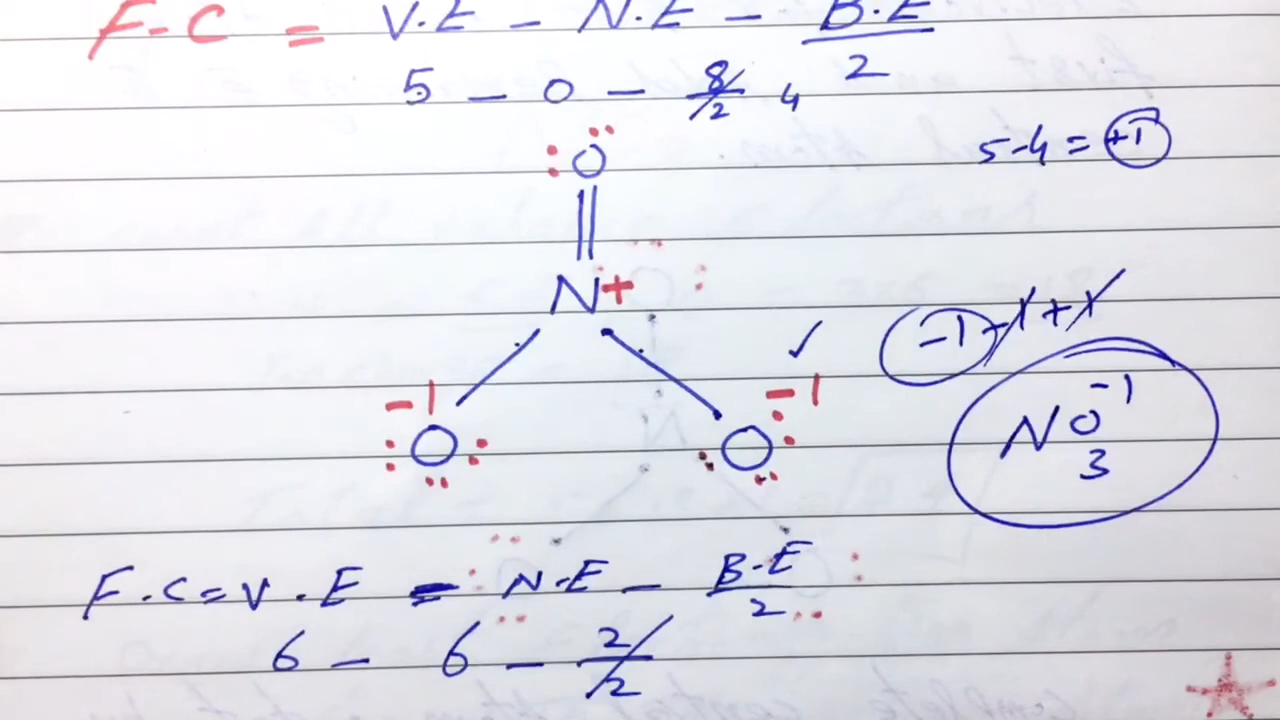 F-C = V.E - N.E - B.E/2
5 - 0 - 8/2 4
5-4 = +1
O
N+
-1 -1 +1
-1 -1
O O
NO3-1
F.C = V.E - N.E - B.E/2
6 - 6 - 2/2